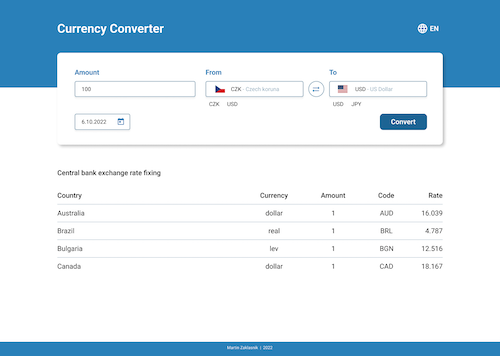 Currency Converter
EN
Amount From To
100 CZK - Czech koruna USD - US Dollar
CZK USD USD JPY
6.10.2022 Convert
Central bank exchange rate fixing
Country Currency Amount Code Rate
Australia dollar 1 AUD 16.039
Brazil real 1 BRL 4.787
Bulgaria lev 1 BGN 12.516
Canada dollar 1 CAD 18.167
| 2022